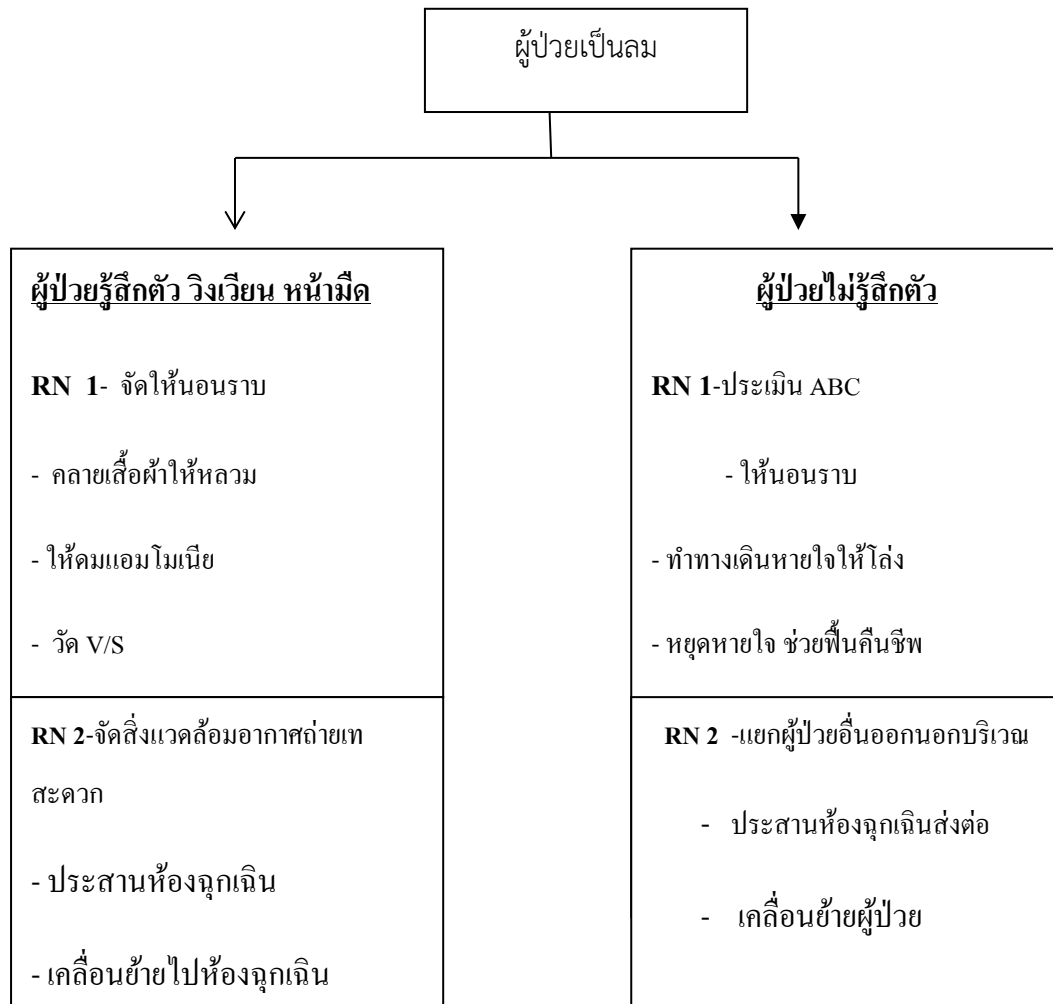 ผู้ป่วยเป็นลม
ผู้ป่วยรู้สึกตัว วิงเวียน หน้ามืด
RN 1- จัดให้นอนราบ
- คลายเสื้อผ้าให้หลวม
- ให้ดมแอมโมเนีย
- วัด V/S
RN 2-จัดสิ่งแวดล้อมอากาศถ่ายเท
สะดวก
- ประสานห้องฉุกเฉิน
- เคลื่อนย้ายไปห้องฉุกเฉิน
ผู้ป่วยไม่รู้สึกตัว
RN 1-ประเมิน ABC
- ให้นอนราบ
- ทำทางเดินหายใจให้โล่ง
- หยุดหายใจ ช่วยฟื้นคืนชีพ
RN 2 -แยกผู้ป่วยอื่นออกนอกบริเวณ
- ประสานห้องฉุกเฉินส่งต่อ
- เคลื่อนย้ายผู้ป่วย